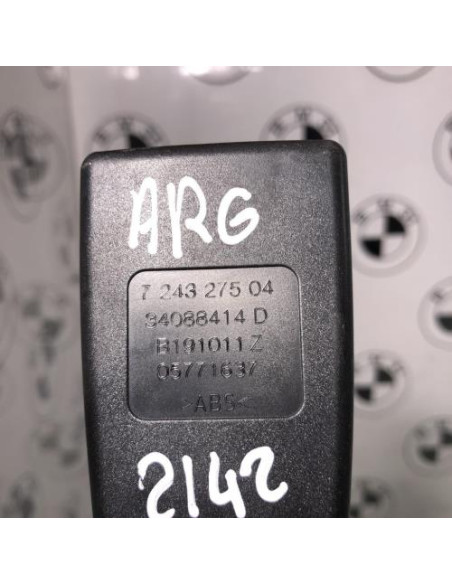 ARG
7 243 275 04
34088414 D
B191011 Z
05771637
>ABS<
2142